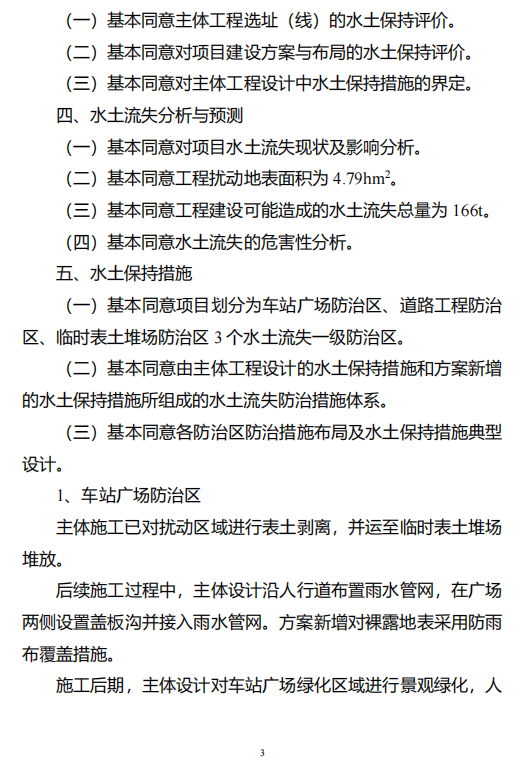 （一）基本同意主体工程选址（线）的水土保持评价。
（二）基本同意对项目建设方案与布局的水土保持评价。
（三）基本同意对主体工程设计中水土保持措施的界定。
四、水土流失分析与预测
（一）基本同意对项目水土流失现状及影响分析。
（二）基本同意工程扰动地表面积为 4.79hm²。
（三）基本同意工程建设可能造成的水土流失总量为 166t。
（四）基本同意水土流失的危害性分析。
五、水土保持措施
（一）基本同意项目划分为车站广场防治区、道路工程防治
区、临时表土堆场防治区 3 个水土流失一级防治区。
（二）基本同意由主体工程设计的水土保持措施和方案新增
的水土保持措施所组成的水土流失防治措施体系。
（三）基本同意各防治区防治措施布局及水土保持措施典型
设计。
1、车站广场防治区
主体施工已对扰动区域进行表土剥离，并运至临时表土堆场
堆放。
后续施工过程中，主体设计沿人行道布置雨水管网，在广场
两侧设置盖板沟并接入雨水管网。方案新增对裸露地表采用防雨
布覆盖措施。
施工后期，主体设计对车站广场绿化区域进行景观绿化，人
3